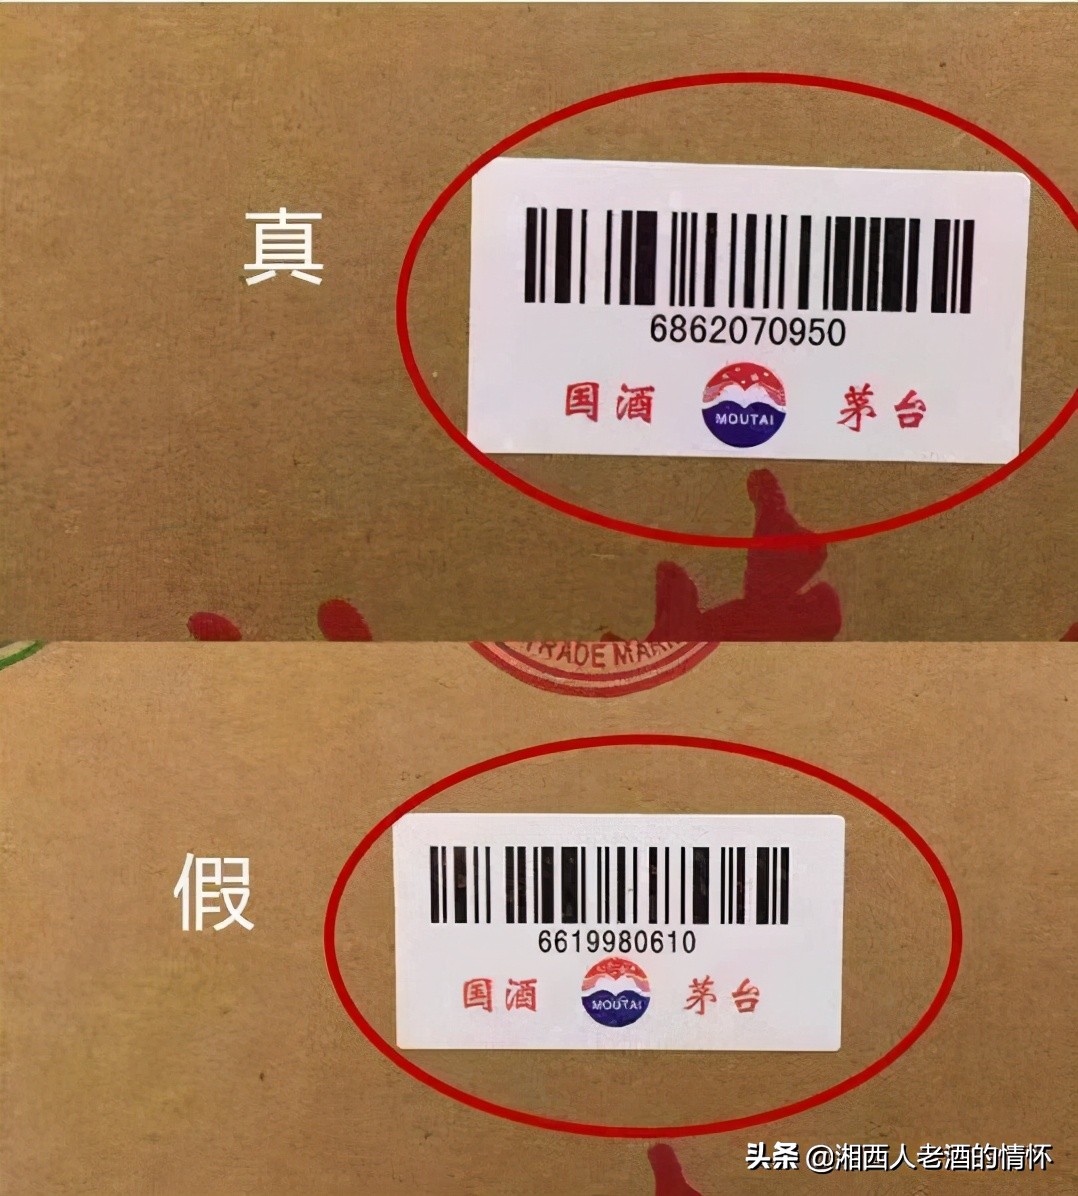 真
6862070950
国酒 MOUTAI 茅台
TRADE MARK
假
6619980610
国酒 MOUTAI 茅台
头条 @湘西人老酒的情怀